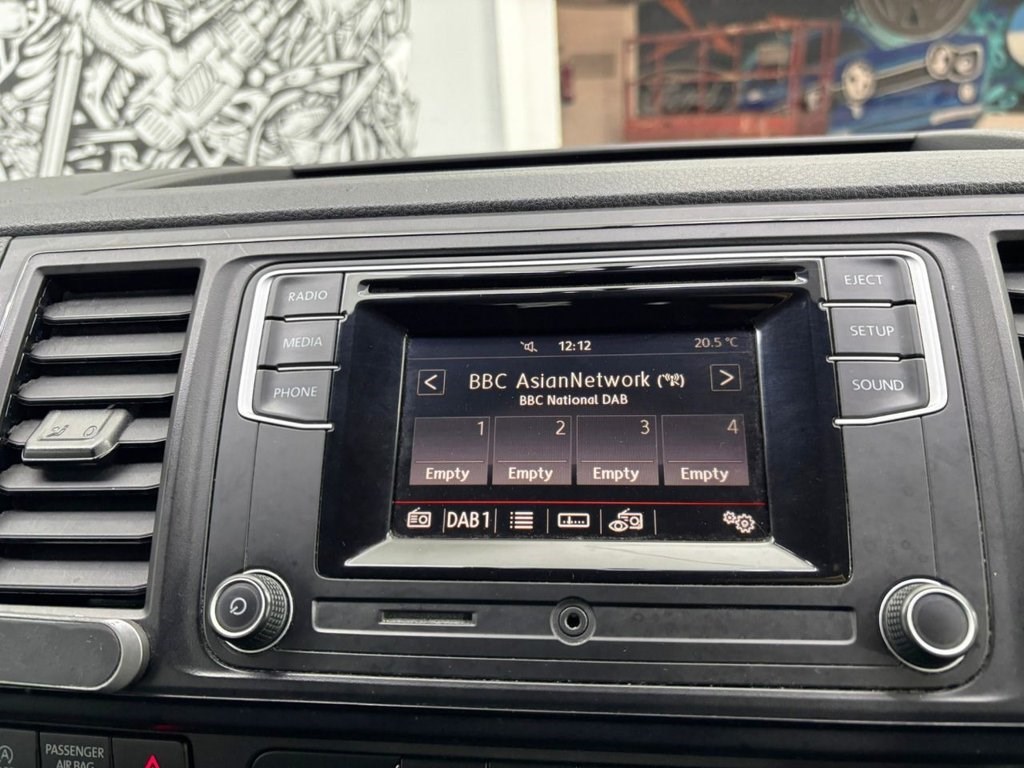 RADIO
MEDIA
PHONE
EJECT
SETUP
SOUND
12:12 20.5 °C
< BBC AsianNetwork >
BBC National DAB
1 2 3 4
Empty Empty Empty Empty
DAB1
PASSENGER
AIR BAG